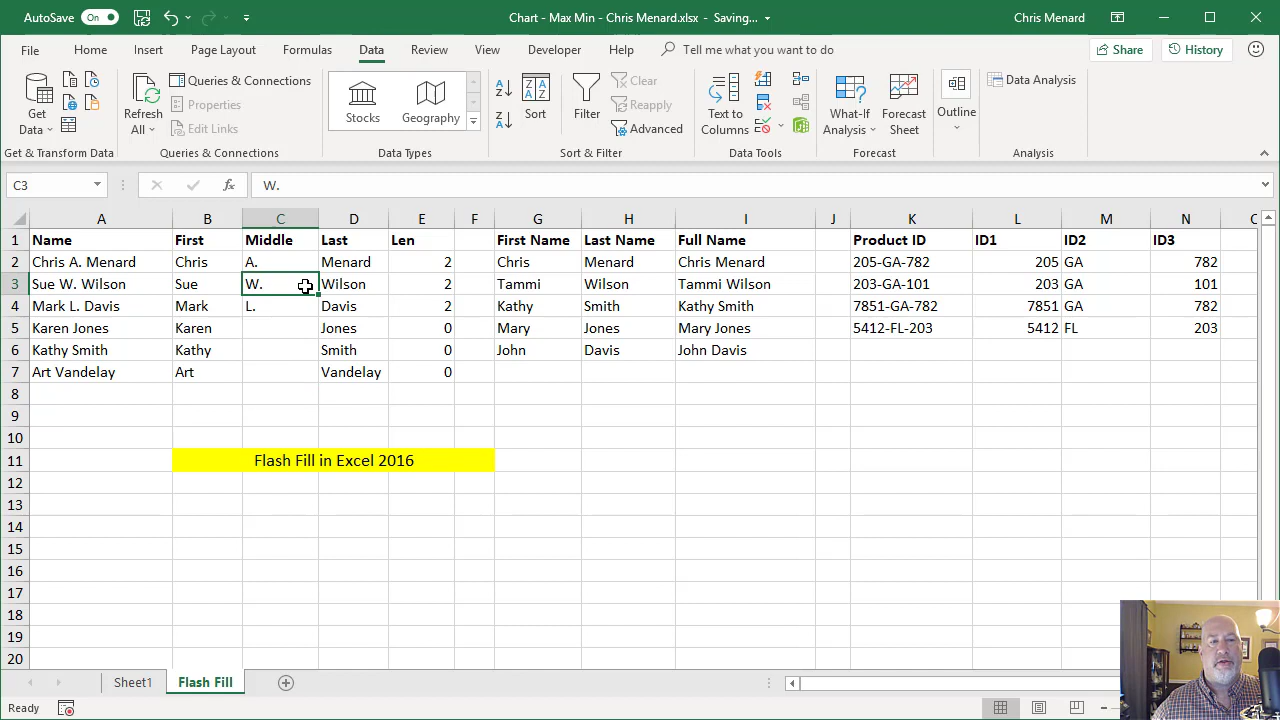 AutoSave On Chart - Max Min - Chris Menard.xlsx - Saving... Chris Menard
File Home Insert Page Layout Formulas Data Review View Developer Help Tell me what you want to do Share History
Get Data
Queries & Connections
Properties
Edit Links
Refresh All
Stocks
Geography
Sort
Filter
Clear
Reapply
Advanced
Text to Columns
What-If Analysis
Forecast Sheet
Outline
Data Analysis
Get & Transform Data Queries & Connections Data Types Sort & Filter Data Tools Forecast Analysis
C3 fx W.
A B C D E F G H I J K L M N
1 Name First Middle Last Len First Name Last Name Full Name Product ID ID1 ID2 ID3
2 Chris A. Menard Chris A. Menard 2 Chris Menard Chris Menard 205-GA-782 205 GA 782
3 Sue W. Wilson Sue W. Wilson 2 Tammi Wilson Tammi Wilson 203-GA-101 203 GA 101
4 Mark L. Davis Mark L. Davis 2 Kathy Smith Kathy Smith 7851-GA-782 7851 GA 782
5 Karen Jones Karen Jones 0 Mary Jones Mary Jones 5412-FL-203 5412 FL 203
6 Kathy Smith Kathy Smith 0 John Davis John Davis
7 Art Vandelay Art Vandelay 0
8
9
10
11 Flash Fill in Excel 2016
12
13
14
15
16
17
18
19
20
Sheet1 Flash Fill
Ready